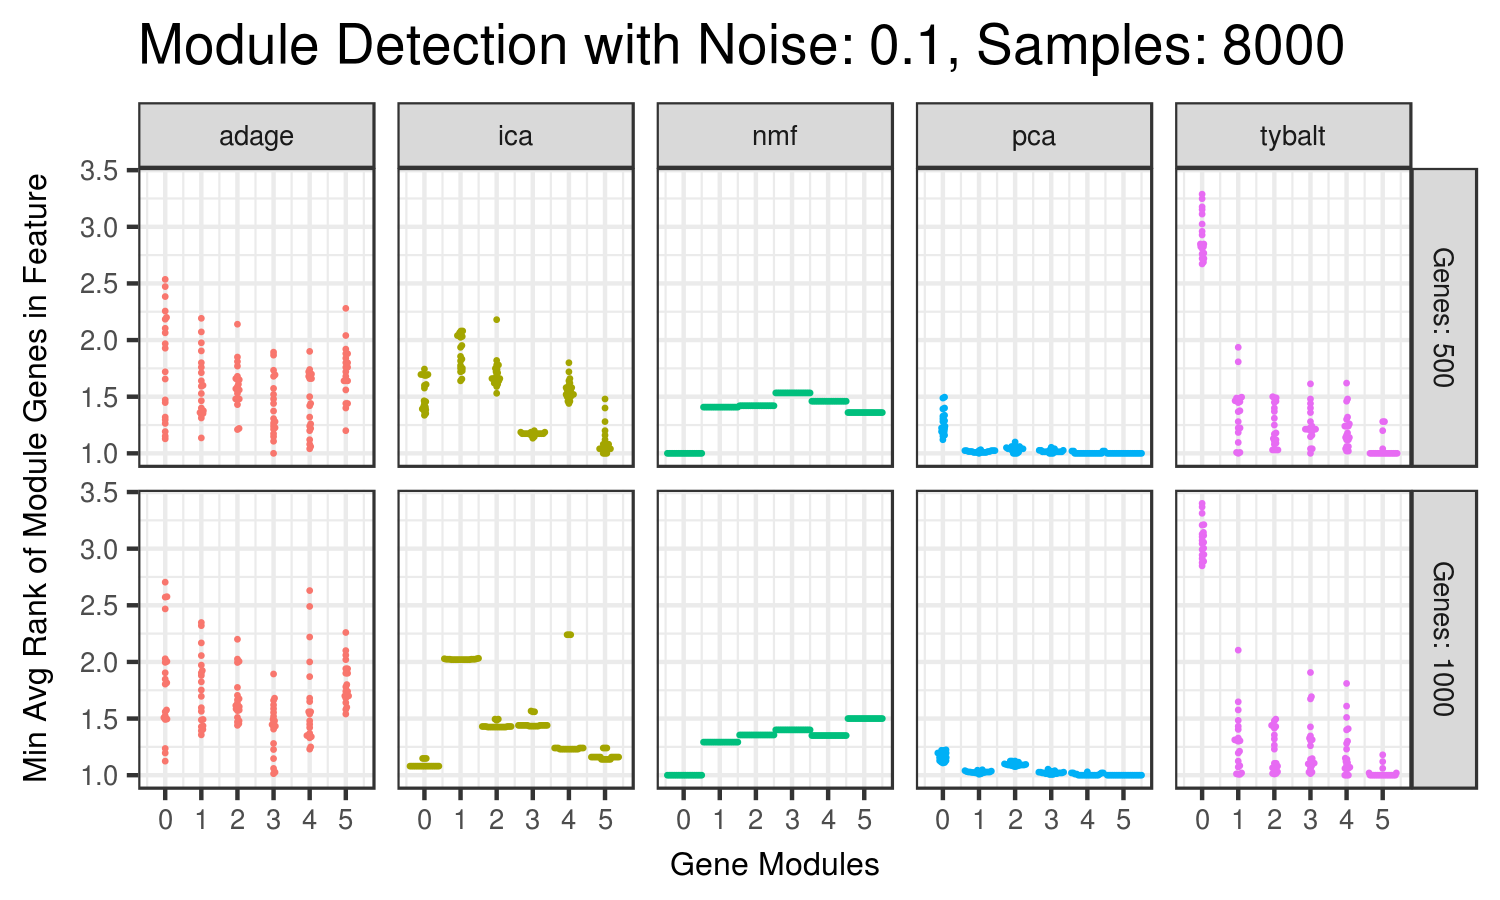 Module Detection with Noise: 0.1, Samples: 8000
adage ica nmf pca tybalt
Min Avg Rank of Module Genes in Feature
3.5
3.0
2.5
2.0
1.5
1.0
Genes: 500
3.5
3.0
2.5
2.0
1.5
1.0
Genes: 1000
0 1 2 3 4 5 0 1 2 3 4 5 0 1 2 3 4 5 0 1 2 3 4 5 0 1 2 3 4 5
Gene Modules